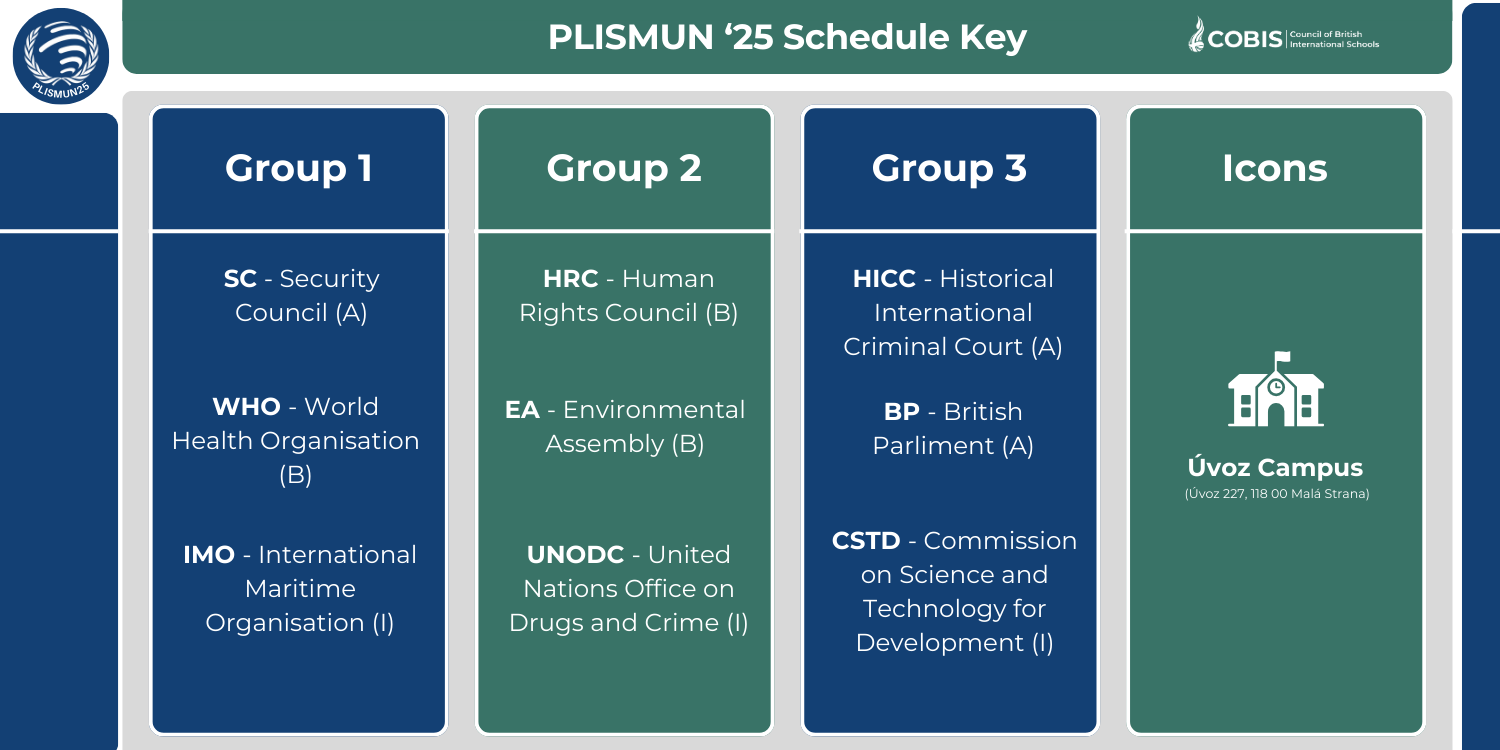 PLISMUN25
PLISMUN ‘25 Schedule Key
COBIS
Council of British
International Schools
Group 1
SC - Security
Council (A)
WHO - World
Health Organisation
(B)
IMO - International
Maritime
Organisation (I)
Group 2
HRC - Human
Rights Council (B)
EA - Environmental
Assembly (B)
UNODC - United
Nations Office on
Drugs and Crime (I)
Group 3
HICC - Historical
International
Criminal Court (A)
BP - British
Parliment (A)
CSTD - Commission
on Science and
Technology for
Development (I)
Icons
Úvoz Campus
(Úvoz 227, 118 00 Malá Strana)